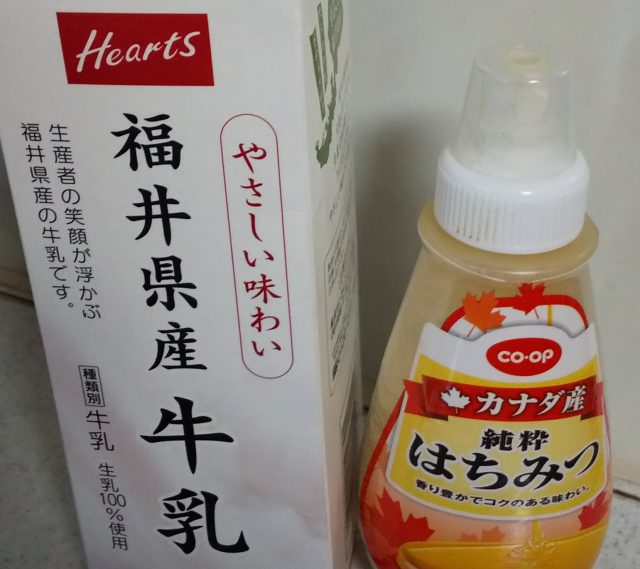 Hearts
やさしい味わい
福井県産牛乳
生産者の笑顔が浮かぶ
福井県産の牛乳です。
種類別 牛乳 生乳100%使用
CO·OP
カナダ産
純粋
はちみつ
香り豊かでコクのある味わい。